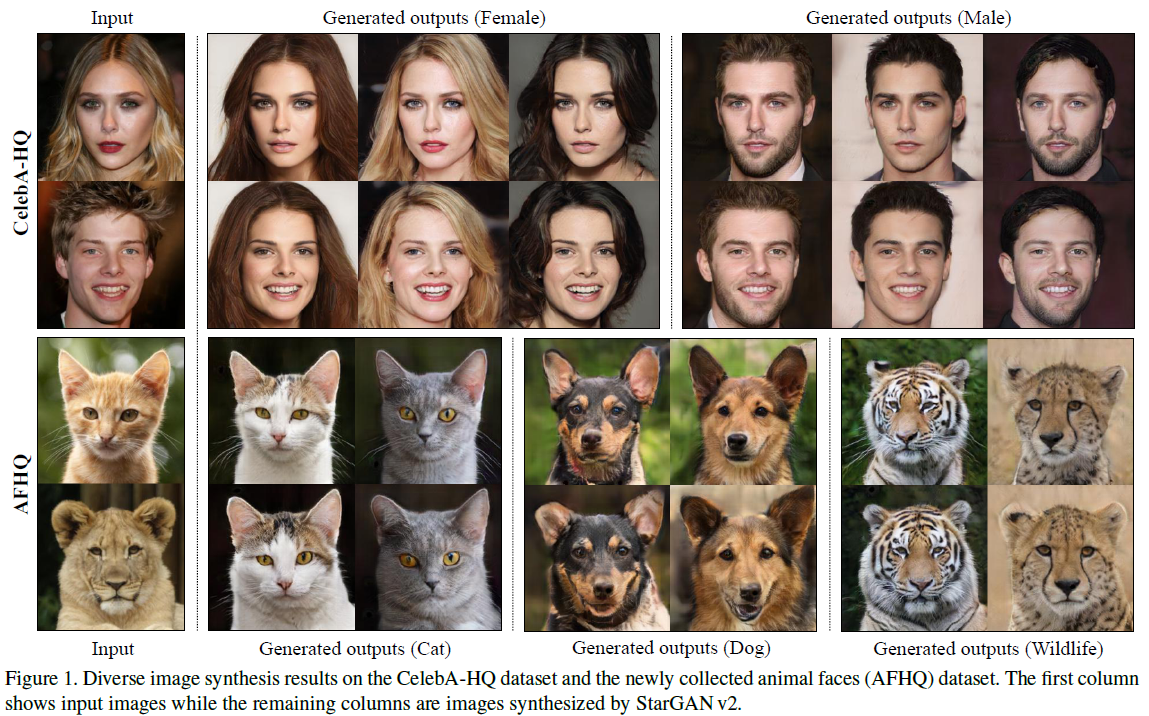 Input
Generated outputs (Female)
Generated outputs (Male)
CelebA-HQ
AFHQ
Input
Generated outputs (Cat)
Generated outputs (Dog)
Generated outputs (Wildlife)
Figure 1. Diverse image synthesis results on the CelebA-HQ dataset and the newly collected animal faces (AFHQ) dataset. The first column
shows input images while the remaining columns are images synthesized by StarGAN v2.